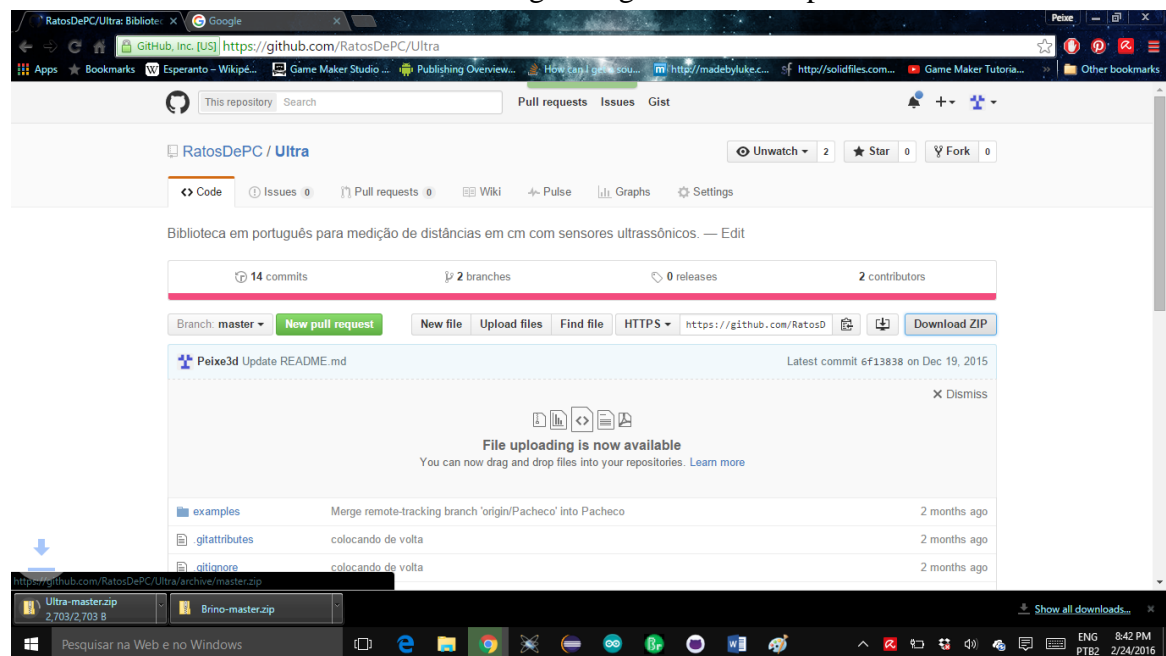 RatosDePC/Ultra: Bibliotec
Google
Peixe
GitHub, Inc. [US] https://github.com/RatosDePC/Ultra
Apps Bookmarks Esperanto – Wikipé... Game Maker Studio ... Publishing Overview... How can I get a sou... http://madebyluke.c... http://solidfiles.com... Game Maker Tutoria... » Other bookmarks
This repository Search Pull requests Issues Gist
RatosDePC / Ultra Unwatch 2 Star 0 Fork 0
Code Issues 0 Pull requests 0 Wiki Pulse Graphs Settings
Biblioteca em português para medição de distâncias em cm com sensores ultrassônicos. — Edit
14 commits 2 branches 0 releases 2 contributors
Branch: master New pull request New file Upload files Find file HTTPS https://github.com/RatosD Download ZIP
Peixe3d Update README.md Latest commit 6f13838 on Dec 19, 2015
Dismiss
File uploading is now available
You can now drag and drop files into your repositories. Learn more
examples Merge remote-tracking branch 'origin/Pacheco' into Pacheco 2 months ago
.gitattributes colocando de volta 2 months ago
.gitignore colocando de volta 2 months ago
https://github.com/RatosDePC/Ultra/archive/master.zip
Ultra-master.zip
2,703/2,703 B
Brino-master.zip
Show all downloads...
Pesquisar na Web e no Windows
Br.
ENG 8:42 PM
PTB2 2/24/2016